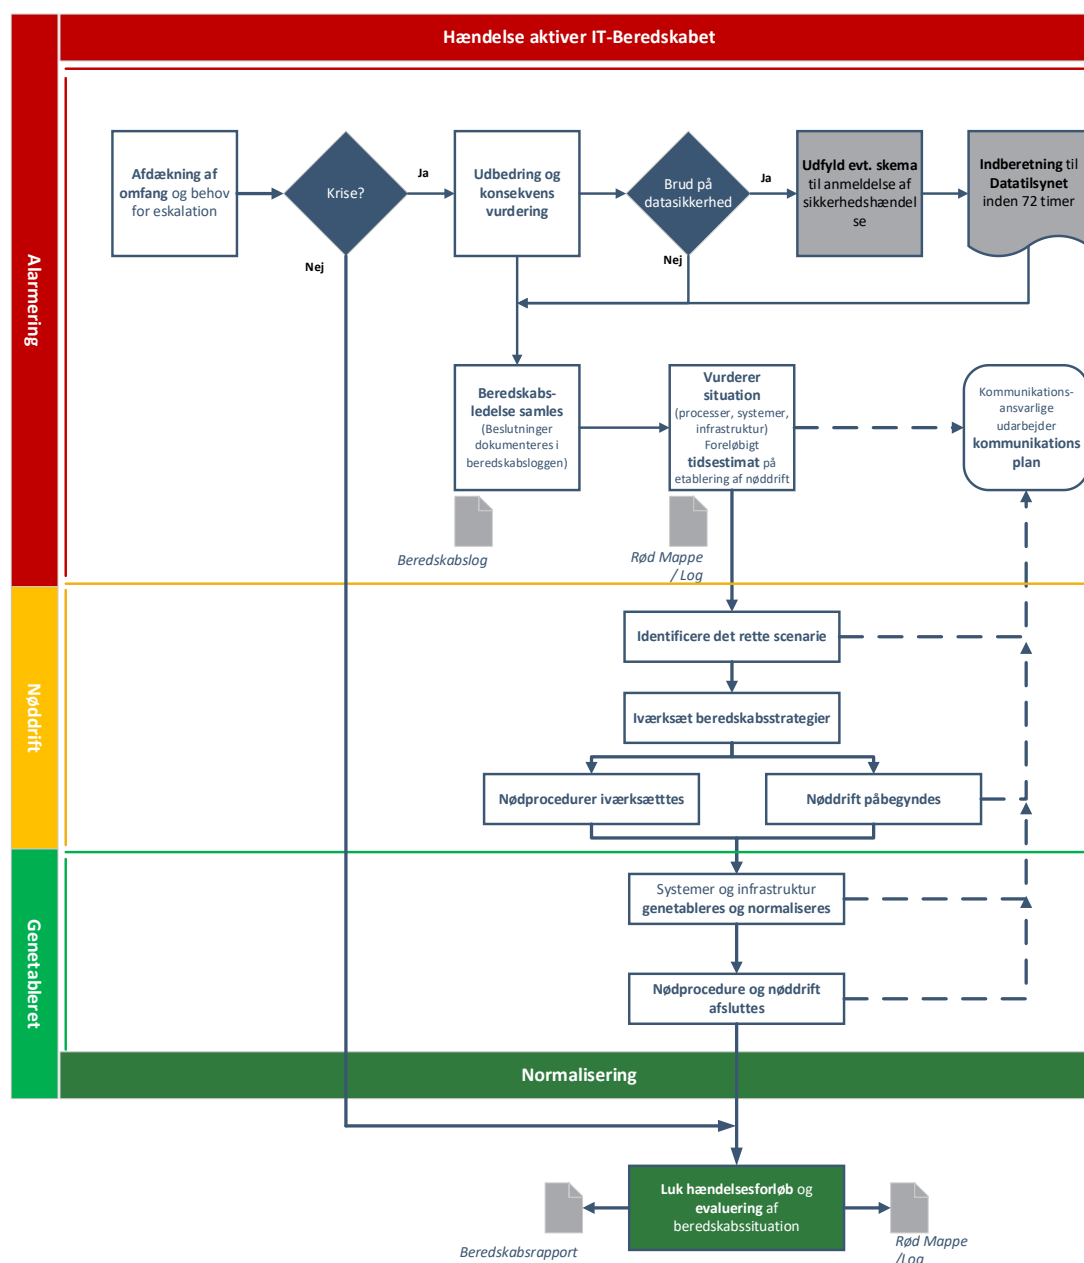 Hændelse aktiver IT-Beredskabet
Alarmering
Afdækning af
omfang og behov
for eskalation
Krise?
Ja
Nej
Udbedring og
konsekvens
vurdering
Brud på
datasikkerhed
Ja
Nej
Udfyld evt. skema
til anmeldelse af
sikkerhedshændel
se
Indberetning til
Datatilsynet
inden 72 timer
Beredskabs-
ledelse samles
(Beslutninger
dokumenteres i
beredskabsloggen)
Beredskabslog
Vurderer
situation
(processer, systemer,
infrastruktur)
Foreløbigt
tidsestimat på
etablering af nøddrift
Rød Mappe
/ Log
Kommunikations-
ansvarlige
udarbejder
kommunikations
plan
Nøddrift
Identificere det rette scenarie
Iværksæt beredskabsstrategier
Nødprocedurer iværksætttes
Nøddrift påbegyndes
Genetableret
Systemer og infrastruktur
genetableres og normaliseres
Nødprocedure og nøddrift
afsluttes
Normalisering
Luk hændelsesforløb og
evaluering af
beredskabssituation
Beredskabsrapport
Rød Mappe
/Log